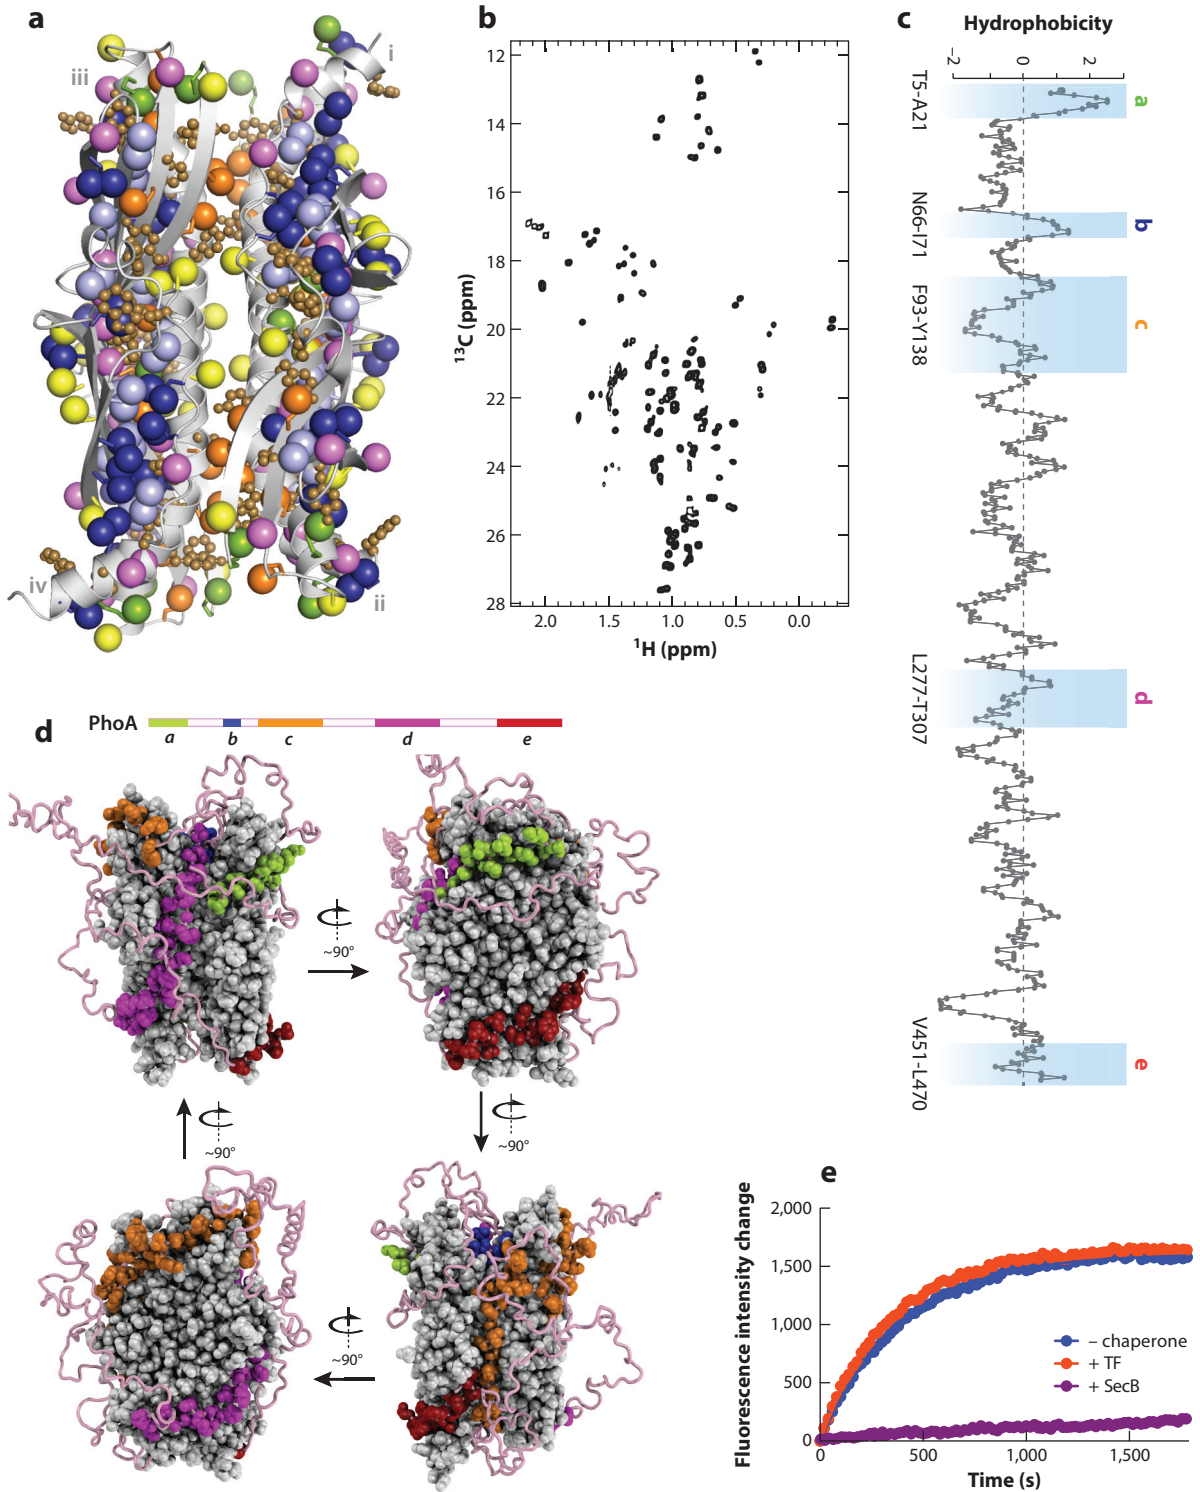 a
i
iii
iv
ii
b
12
14
16
18
20
22
24
26
28
¹³C (ppm)
2.0 1.5 1.0 0.5 0.0
¹H (ppm)
c
Hydrophobicity
–2 0 2
T5-A21 a
N66-I71 b
F93-Y138 c
L277-T307 d
V451-L470 e
d
PhoA
a b c d e
~90°
~90°
~90°
~90°
e
Fluorescence intensity change
2,000
1,500
1,000
500
0
– chaperone
+ TF
+ SecB
0 500 1,000 1,500
Time (s)